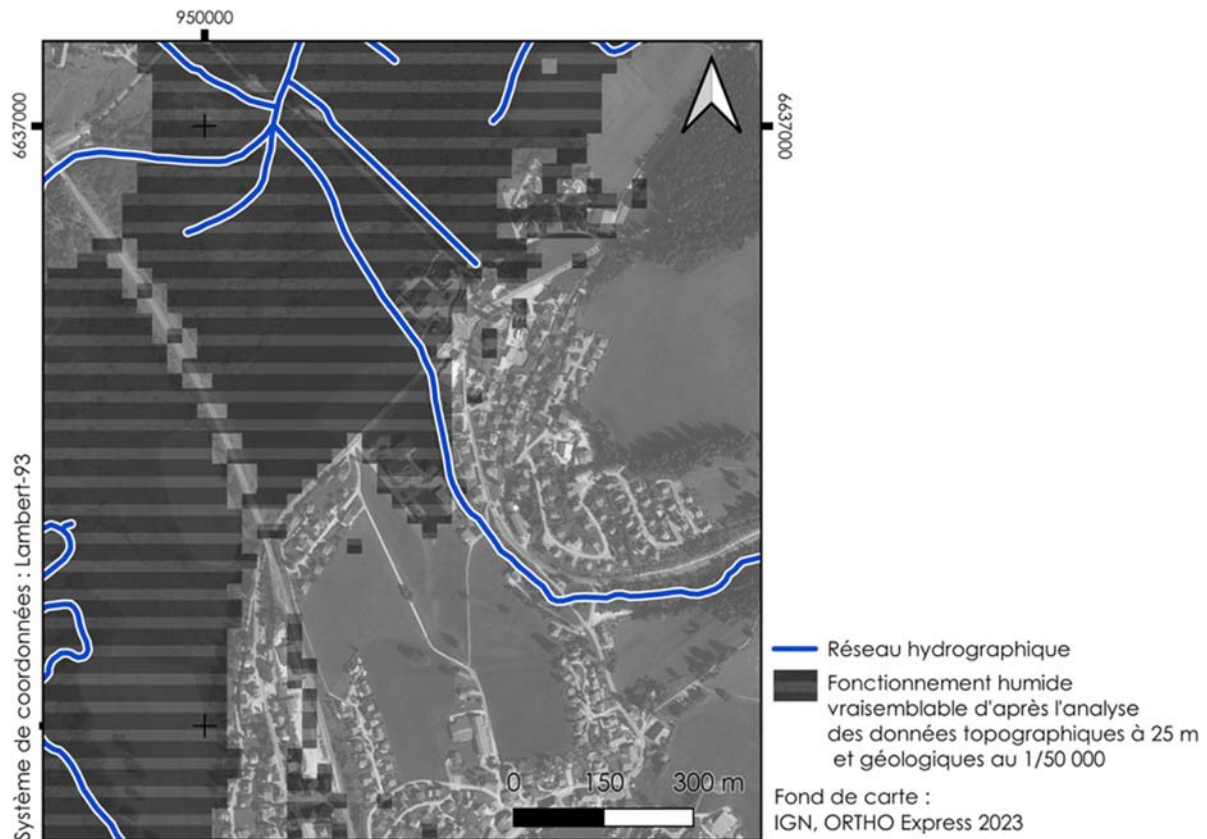 950000
6637000
6637000
Système de coordonnées : Lambert-93
0 150 300 m
Réseau hydrographique
Fonctionnement humide
vraisemblable d'après l'analyse
des données topographiques à 25 m
et géologiques au 1/50 000
Fond de carte :
IGN, ORTHO Express 2023